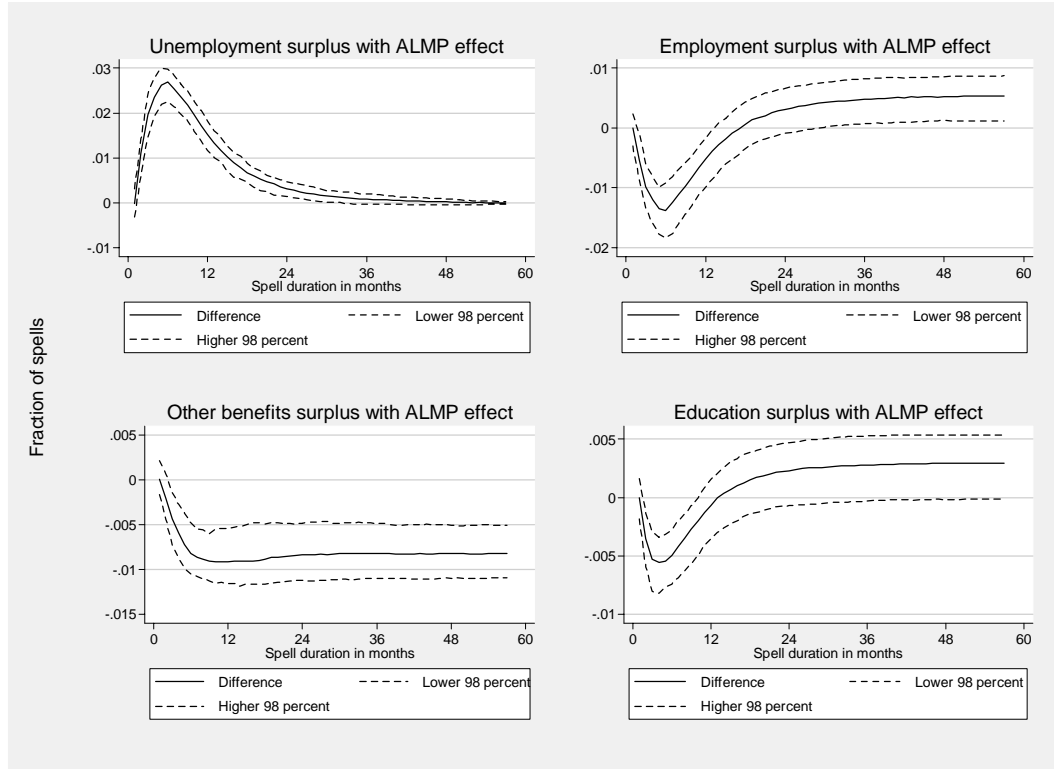 Fraction of spells
Unemployment surplus with ALMP effect
.03
.02
.01
0
-.01
0 12 24 36 48 60
Spell duration in months
Difference Lower 98 percent
Higher 98 percent
Employment surplus with ALMP effect
.01
0
-.01
-.02
0 12 24 36 48 60
Spell duration in months
Difference Lower 98 percent
Higher 98 percent
Other benefits surplus with ALMP effect
.005
0
-.005
-.01
-.015
0 12 24 36 48 60
Spell duration in months
Difference Lower 98 percent
Higher 98 percent
Education surplus with ALMP effect
.005
0
-.005
-.01
0 12 24 36 48 60
Spell duration in months
Difference Lower 98 percent
Higher 98 percent